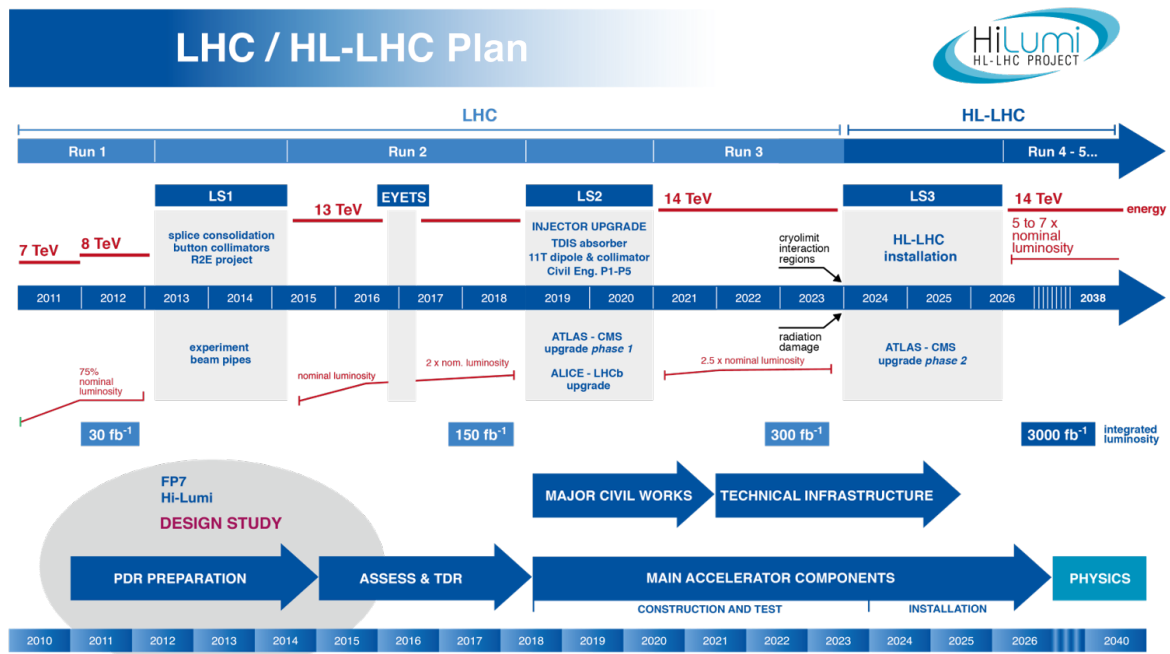 LHC / HL-LHC Plan
HiLumi
HL-LHC PROJECT
LHC
HL-LHC
Run 1
Run 2
Run 3
Run 4 - 5...
LS1
EYETS
LS2
LS3
7 TeV
8 TeV
13 TeV
14 TeV
14 TeV
energy
splice consolidation
button collimators
R2E project
INJECTOR UPGRADE
TDIS absorber
11T dipole & collimator
Civil Eng. P1-P5
cryolimit
interaction
regions
HL-LHC
installation
5 to 7 x
nominal
luminosity
2011
2012
2013
2014
2015
2016
2017
2018
2019
2020
2021
2022
2023
2024
2025
2026
2038
75%
nominal
luminosity
experiment
beam pipes
nominal luminosity
2 x nom. luminosity
ATLAS - CMS
upgrade phase 1
ALICE - LHCb
upgrade
2.5 x nominal luminosity
radiation
damage
ATLAS - CMS
upgrade phase 2
30 fb-1
150 fb-1
300 fb-1
3000 fb-1
integrated
luminosity
FP7
Hi-Lumi
DESIGN STUDY
MAJOR CIVIL WORKS
TECHNICAL INFRASTRUCTURE
PDR PREPARATION
ASSESS & TDR
MAIN ACCELERATOR COMPONENTS
PHYSICS
CONSTRUCTION AND TEST
INSTALLATION
2010
2011
2012
2013
2014
2015
2016
2017
2018
2019
2020
2021
2022
2023
2024
2025
2026
2040